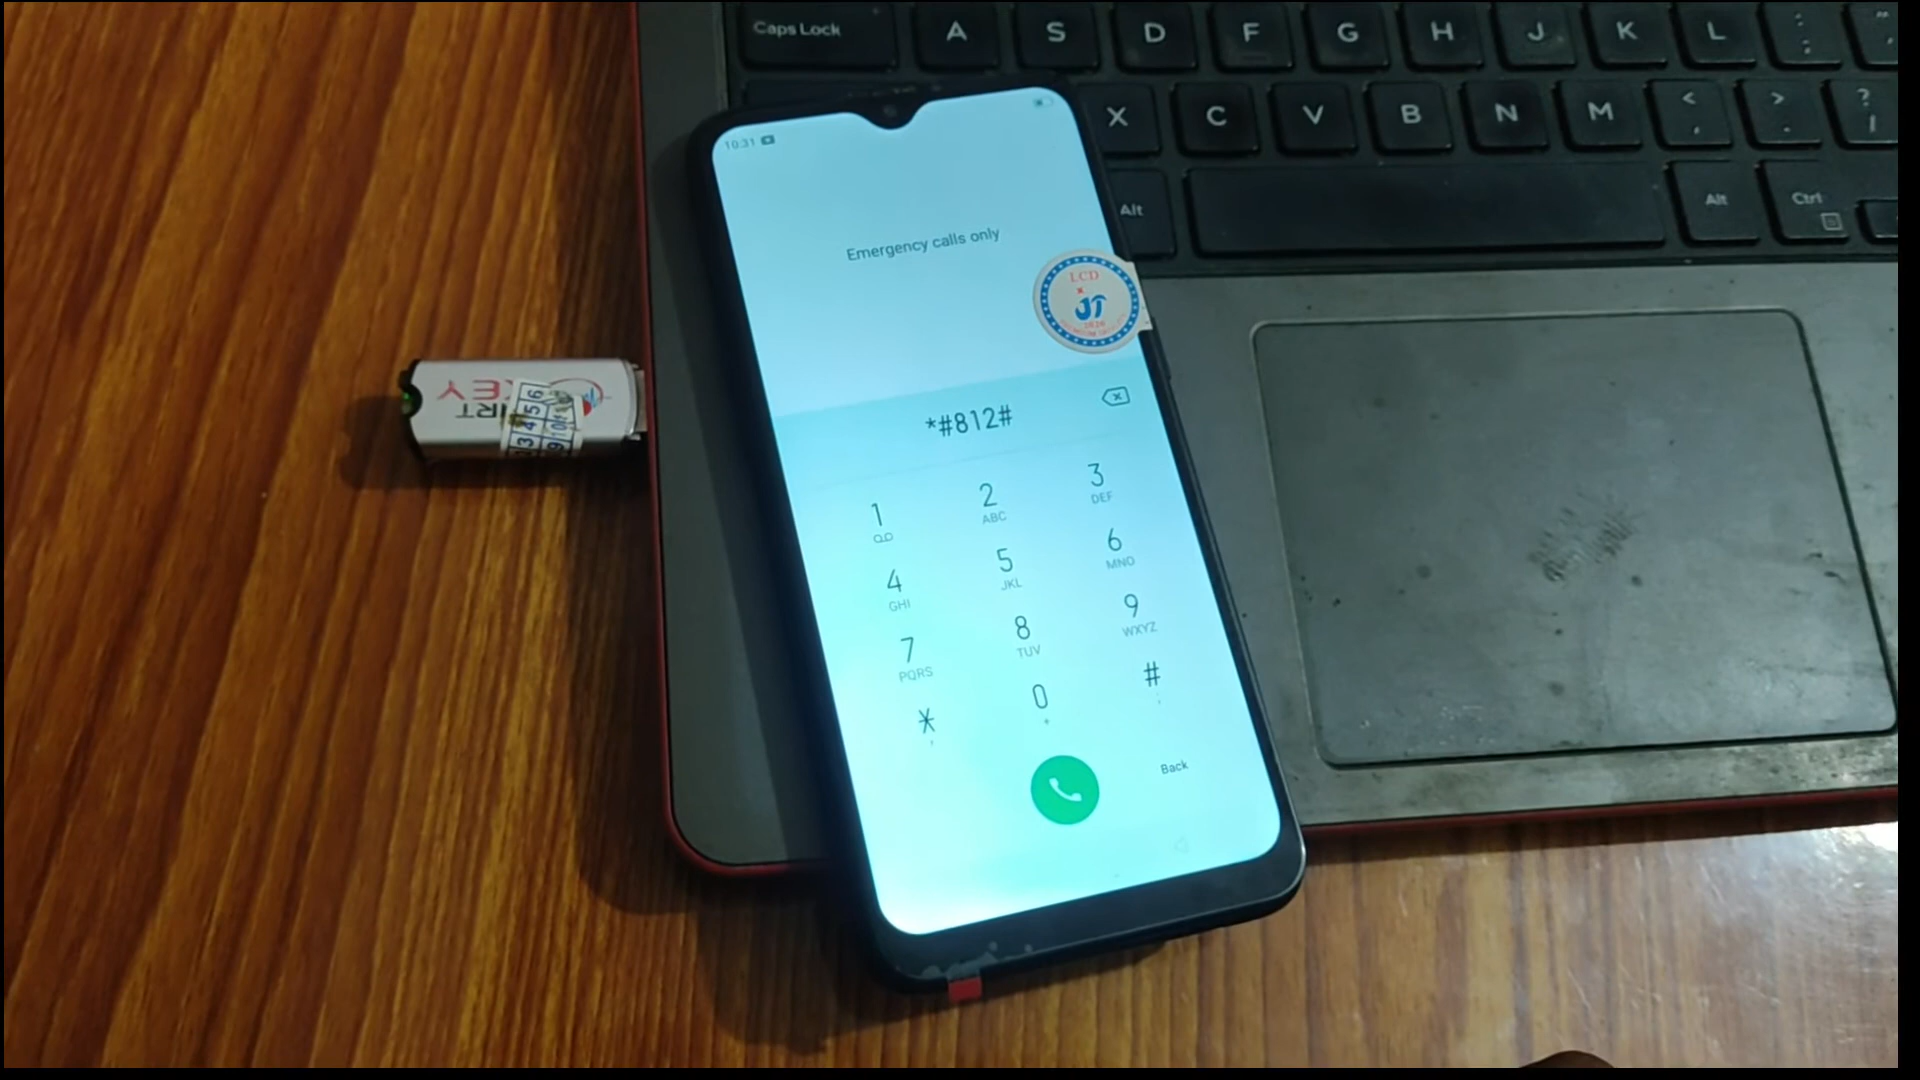 Caps Lock A S D F G H J K L : ;
X C V B N M < , > . ? /
Alt Alt Ctrl
10:31
Emergency calls only
LCD
JT
KEY
*#812#
1
2 ABC
3 DEF
4 GHI
5 JKL
6 MNO
7 PQRS
8 TUV
9 WXYZ
* ,
0 +
# ;
Back